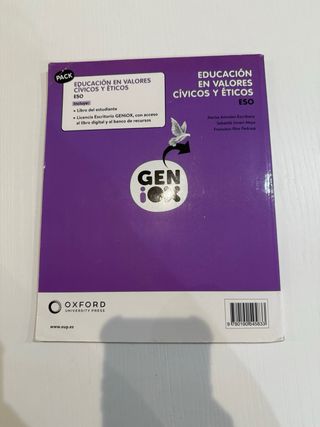 PACK
EDUCACIÓN EN VALORES
CÍVICOS Y ÉTICOS
ESO
Incluye:
• Libro del estudiante
• Licencia Escritorio GENiOX, con acceso
al libro digital y al banco de recursos
EDUCACIÓN
EN VALORES
CÍVICOS Y ÉTICOS
ESO
GEN
iOX
OXFORD
UNIVERSITY PRESS
www.oup.es